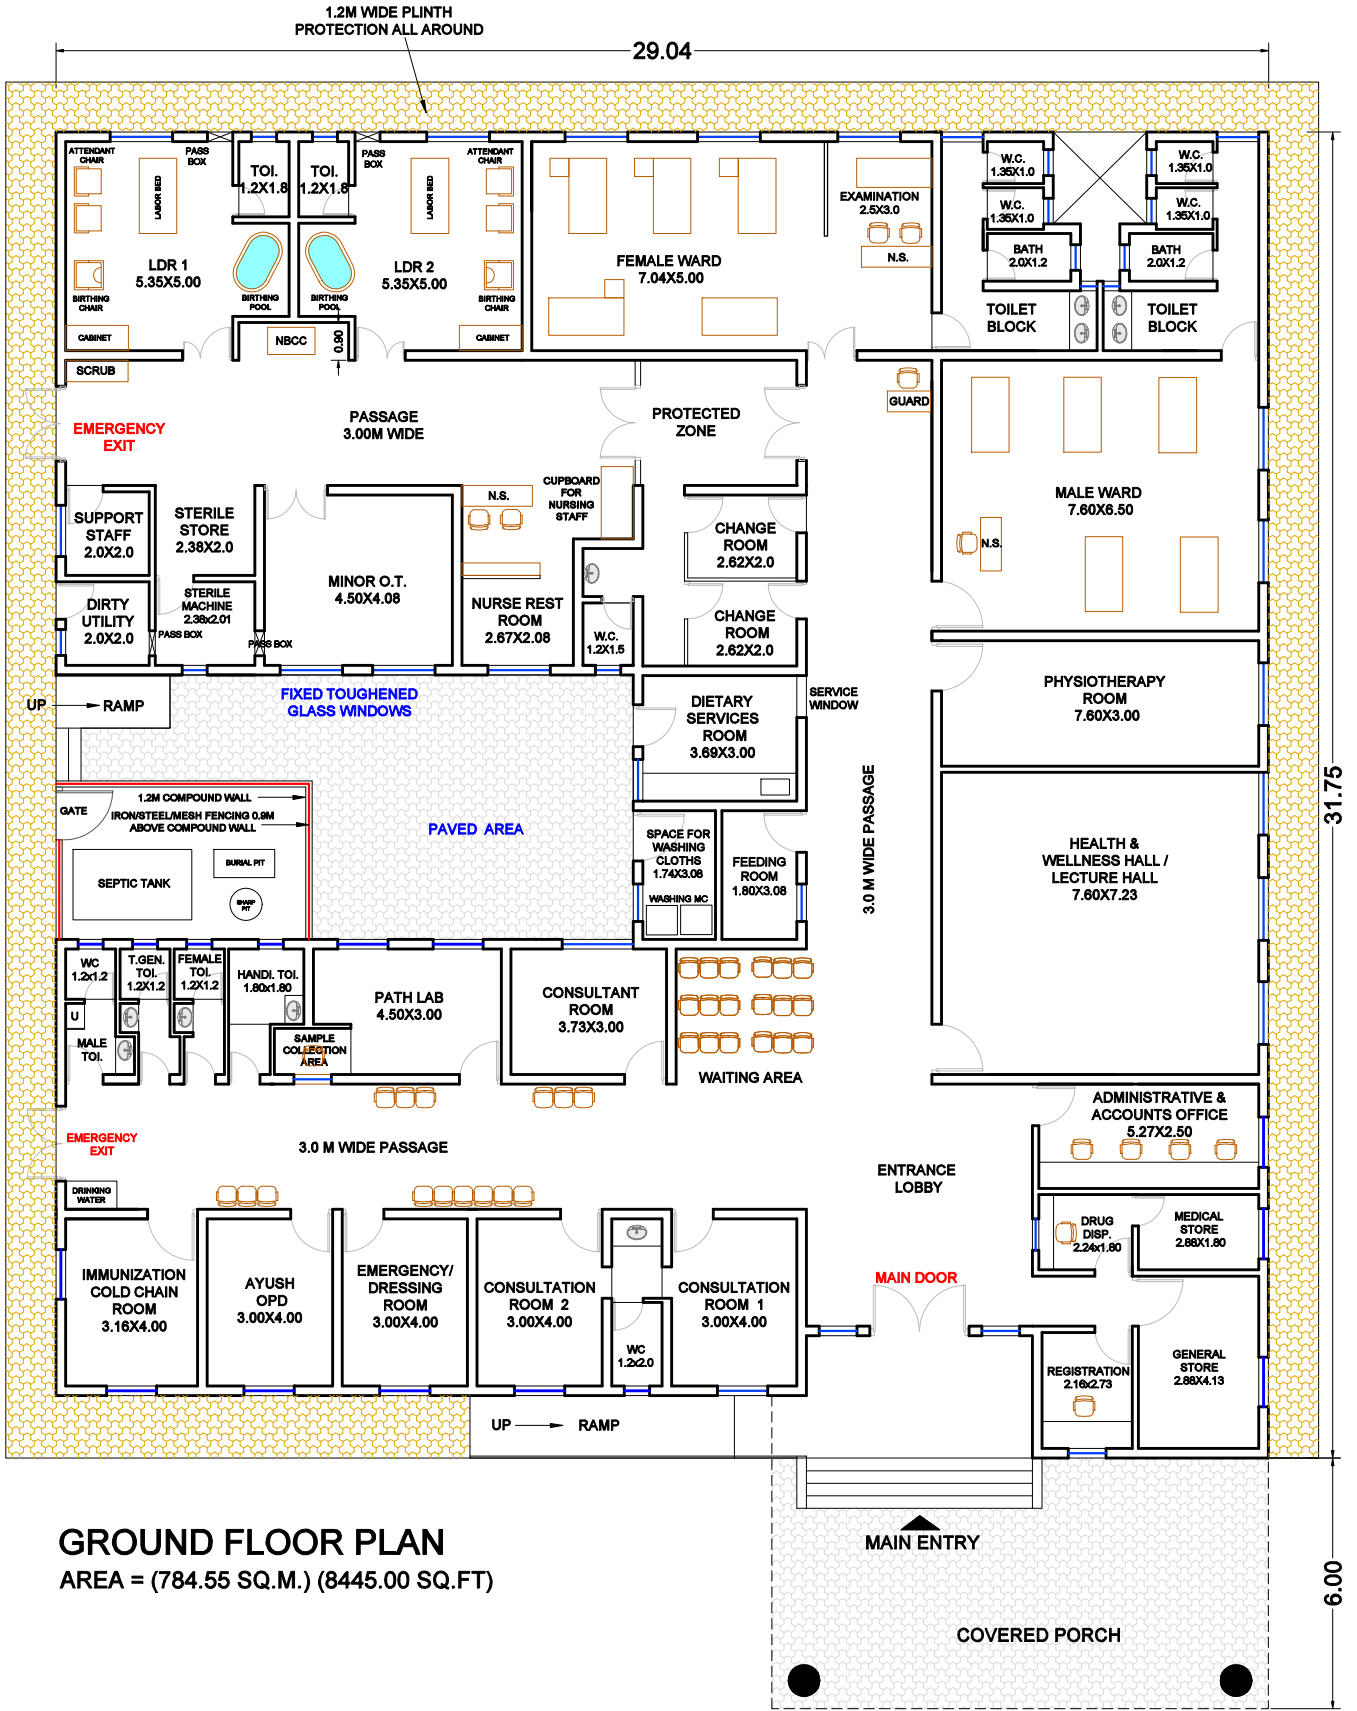 1.2M WIDE PLINTH
PROTECTION ALL AROUND
29.04
ATTENDANT
CHAIR
PASS
BOX
TOI.
1.2X1.8
TOI.
1.2X1.8
PASS
BOX
ATTENDANT
CHAIR
LABOR BED
LABOR BED
LDR 1
5.35X5.00
LDR 2
5.35X5.00
BIRTHING
CHAIR
BIRTHING
POOL
BIRTHING
POOL
BIRTHING
CHAIR
CABINET
NBCC
0.90
CABINET
FEMALE WARD
7.04X5.00
EXAMINATION
2.5X3.0
N.S.
W.C.
1.35X1.0
W.C.
1.35X1.0
W.C.
1.35X1.0
W.C.
1.35X1.0
BATH
2.0X1.2
BATH
2.0X1.2
TOILET
BLOCK
TOILET
BLOCK
SCRUB
EMERGENCY
EXIT
PASSAGE
3.00M WIDE
PROTECTED
ZONE
GUARD
SUPPORT
STAFF
2.0X2.0
STERILE
STORE
2.38X2.0
N.S.
CUPBOARD
FOR
NURSING
STAFF
CHANGE
ROOM
2.62X2.0
MALE WARD
7.60X6.50
N.S.
DIRTY
UTILITY
2.0X2.0
STERILE
MACHINE
2.38x2.01
PASS BOX
PASS BOX
MINOR O.T.
4.50X4.08
NURSE REST
ROOM
2.67X2.08
W.C.
1.2X1.5
CHANGE
ROOM
2.62X2.0
UP
RAMP
FIXED TOUGHENED
GLASS WINDOWS
DIETARY
SERVICES
ROOM
3.69X3.00
SERVICE
WINDOW
PHYSIOTHERAPY
ROOM
7.60X3.00
31.75
3.0 M WIDE PASSAGE
GATE
1.2M COMPOUND WALL
IRON/STEEL/MESH FENCING 0.9M
ABOVE COMPOUND WALL
PAVED AREA
SEPTIC TANK
BURIAL PIT
SHARP
PIT
SPACE FOR
WASHING
CLOTHS
1.74X3.08
WASHING MC
FEEDING
ROOM
1.80X3.08
HEALTH &
WELLNESS HALL /
LECTURE HALL
7.60X7.23
WC
1.2x1.2
T.GEN.
TOI.
1.2X1.2
FEMALE
TOI.
1.2X1.2
HANDI. TOI.
1.80x1.80
U
MALE
TOI.
PATH LAB
4.50X3.00
SAMPLE
COLLECTION
AREA
CONSULTANT
ROOM
3.73X3.00
WAITING AREA
EMERGENCY
EXIT
3.0 M WIDE PASSAGE
ENTRANCE
LOBBY
ADMINISTRATIVE &
ACCOUNTS OFFICE
5.27X2.50
DRINKING
WATER
DRUG
DISP.
2.24x1.80
MEDICAL
STORE
2.88X1.80
IMMUNIZATION
COLD CHAIN
ROOM
3.16X4.00
AYUSH
OPD
3.00X4.00
EMERGENCY/
DRESSING
ROOM
3.00X4.00
CONSULTATION
ROOM 2
3.00X4.00
WC
1.2x2.0
CONSULTATION
ROOM 1
3.00X4.00
MAIN DOOR
REGISTRATION
2.16x2.73
GENERAL
STORE
2.88X4.13
UP
RAMP
MAIN ENTRY
GROUND FLOOR PLAN
AREA = (784.55 SQ.M.) (8445.00 SQ.FT)
6.00
COVERED PORCH